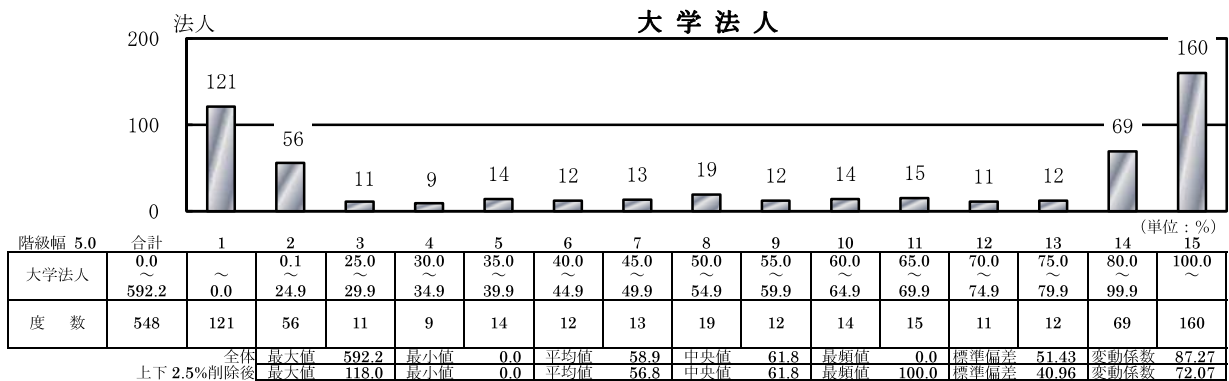 大学法人
法人
200
100
0
121 56 11 9 14 12 13 19 12 14 15 11 12 69 160
(単位：%)
階級幅 5.0 合計 1 2 3 4 5 6 7 8 9 10 11 12 13 14 15
大学法人 0.0～592.2 ～0.0 0.1～24.9 25.0～29.9 30.0～34.9 35.0～39.9 40.0～44.9 45.0～49.9 50.0～54.9 55.0～59.9 60.0～64.9 65.0～69.9 70.0～74.9 75.0～79.9 80.0～99.9 100.0～
度数 548 121 56 11 9 14 12 13 19 12 14 15 11 12 69 160
全体 最大値 592.2 最小値 0.0 平均値 58.9 中央値 61.8 最頻値 0.0 標準偏差 51.43 変動係数 87.27
上下2.5%削除後 最大値 118.0 最小値 0.0 平均値 56.8 中央値 61.8 最頻値 100.0 標準偏差 40.96 変動係数 72.07